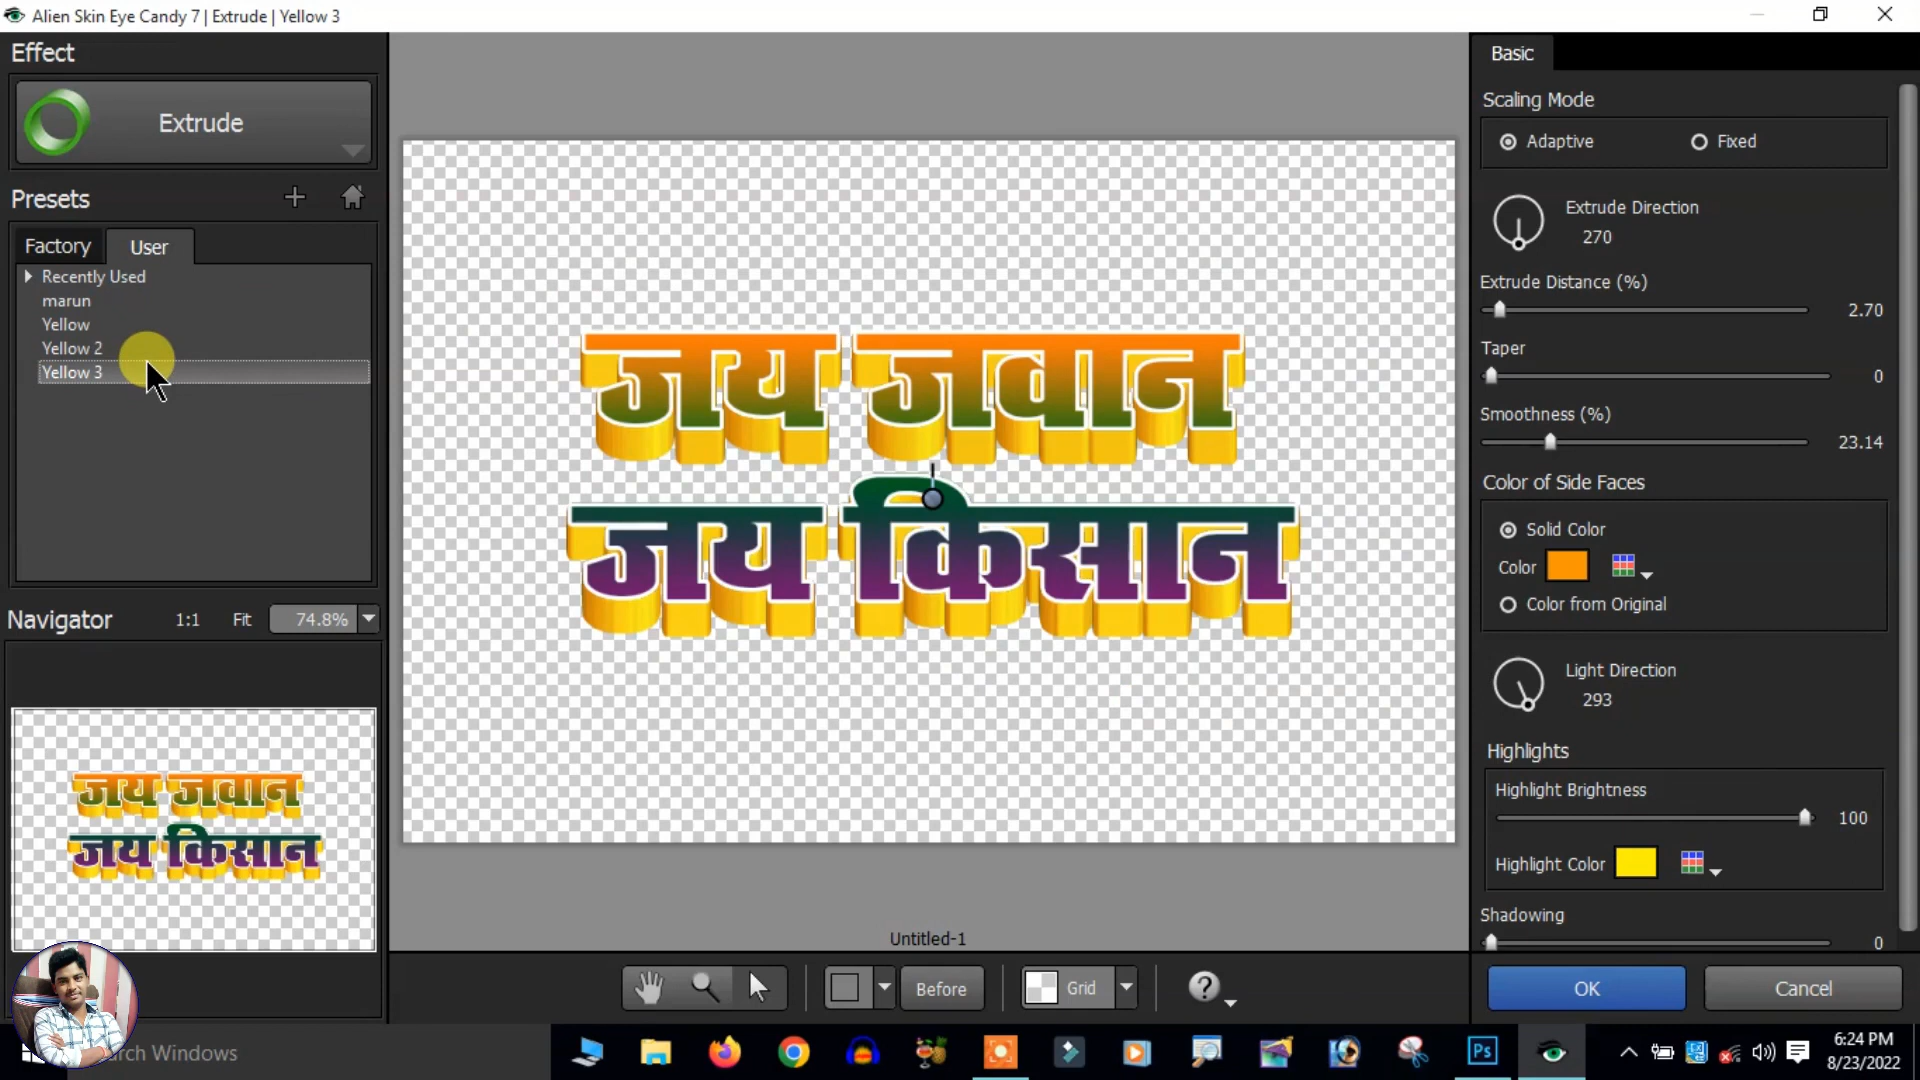 Alien Skin Eye Candy 7 | Extrude | Yellow 3
Effect
Extrude
Presets
Factory
User
Recently Used
marun
Yellow
Yellow 2
Yellow 3
Navigator
1:1
Fit
74.8%
जय जवान
जय किसान
जय जवान
जय किसान
Untitled-1
Before
Grid
?
Basic
Scaling Mode
Adaptive
Fixed
Extrude Direction
270
Extrude Distance (%)
2.70
Taper
0
Smoothness (%)
23.14
Color of Side Faces
Solid Color
Color
Color from Original
Light Direction
293
Highlights
Highlight Brightness
100
Highlight Color
Shadowing
0
OK
Cancel
Windows
Ps
6:24 PM
8/23/2022